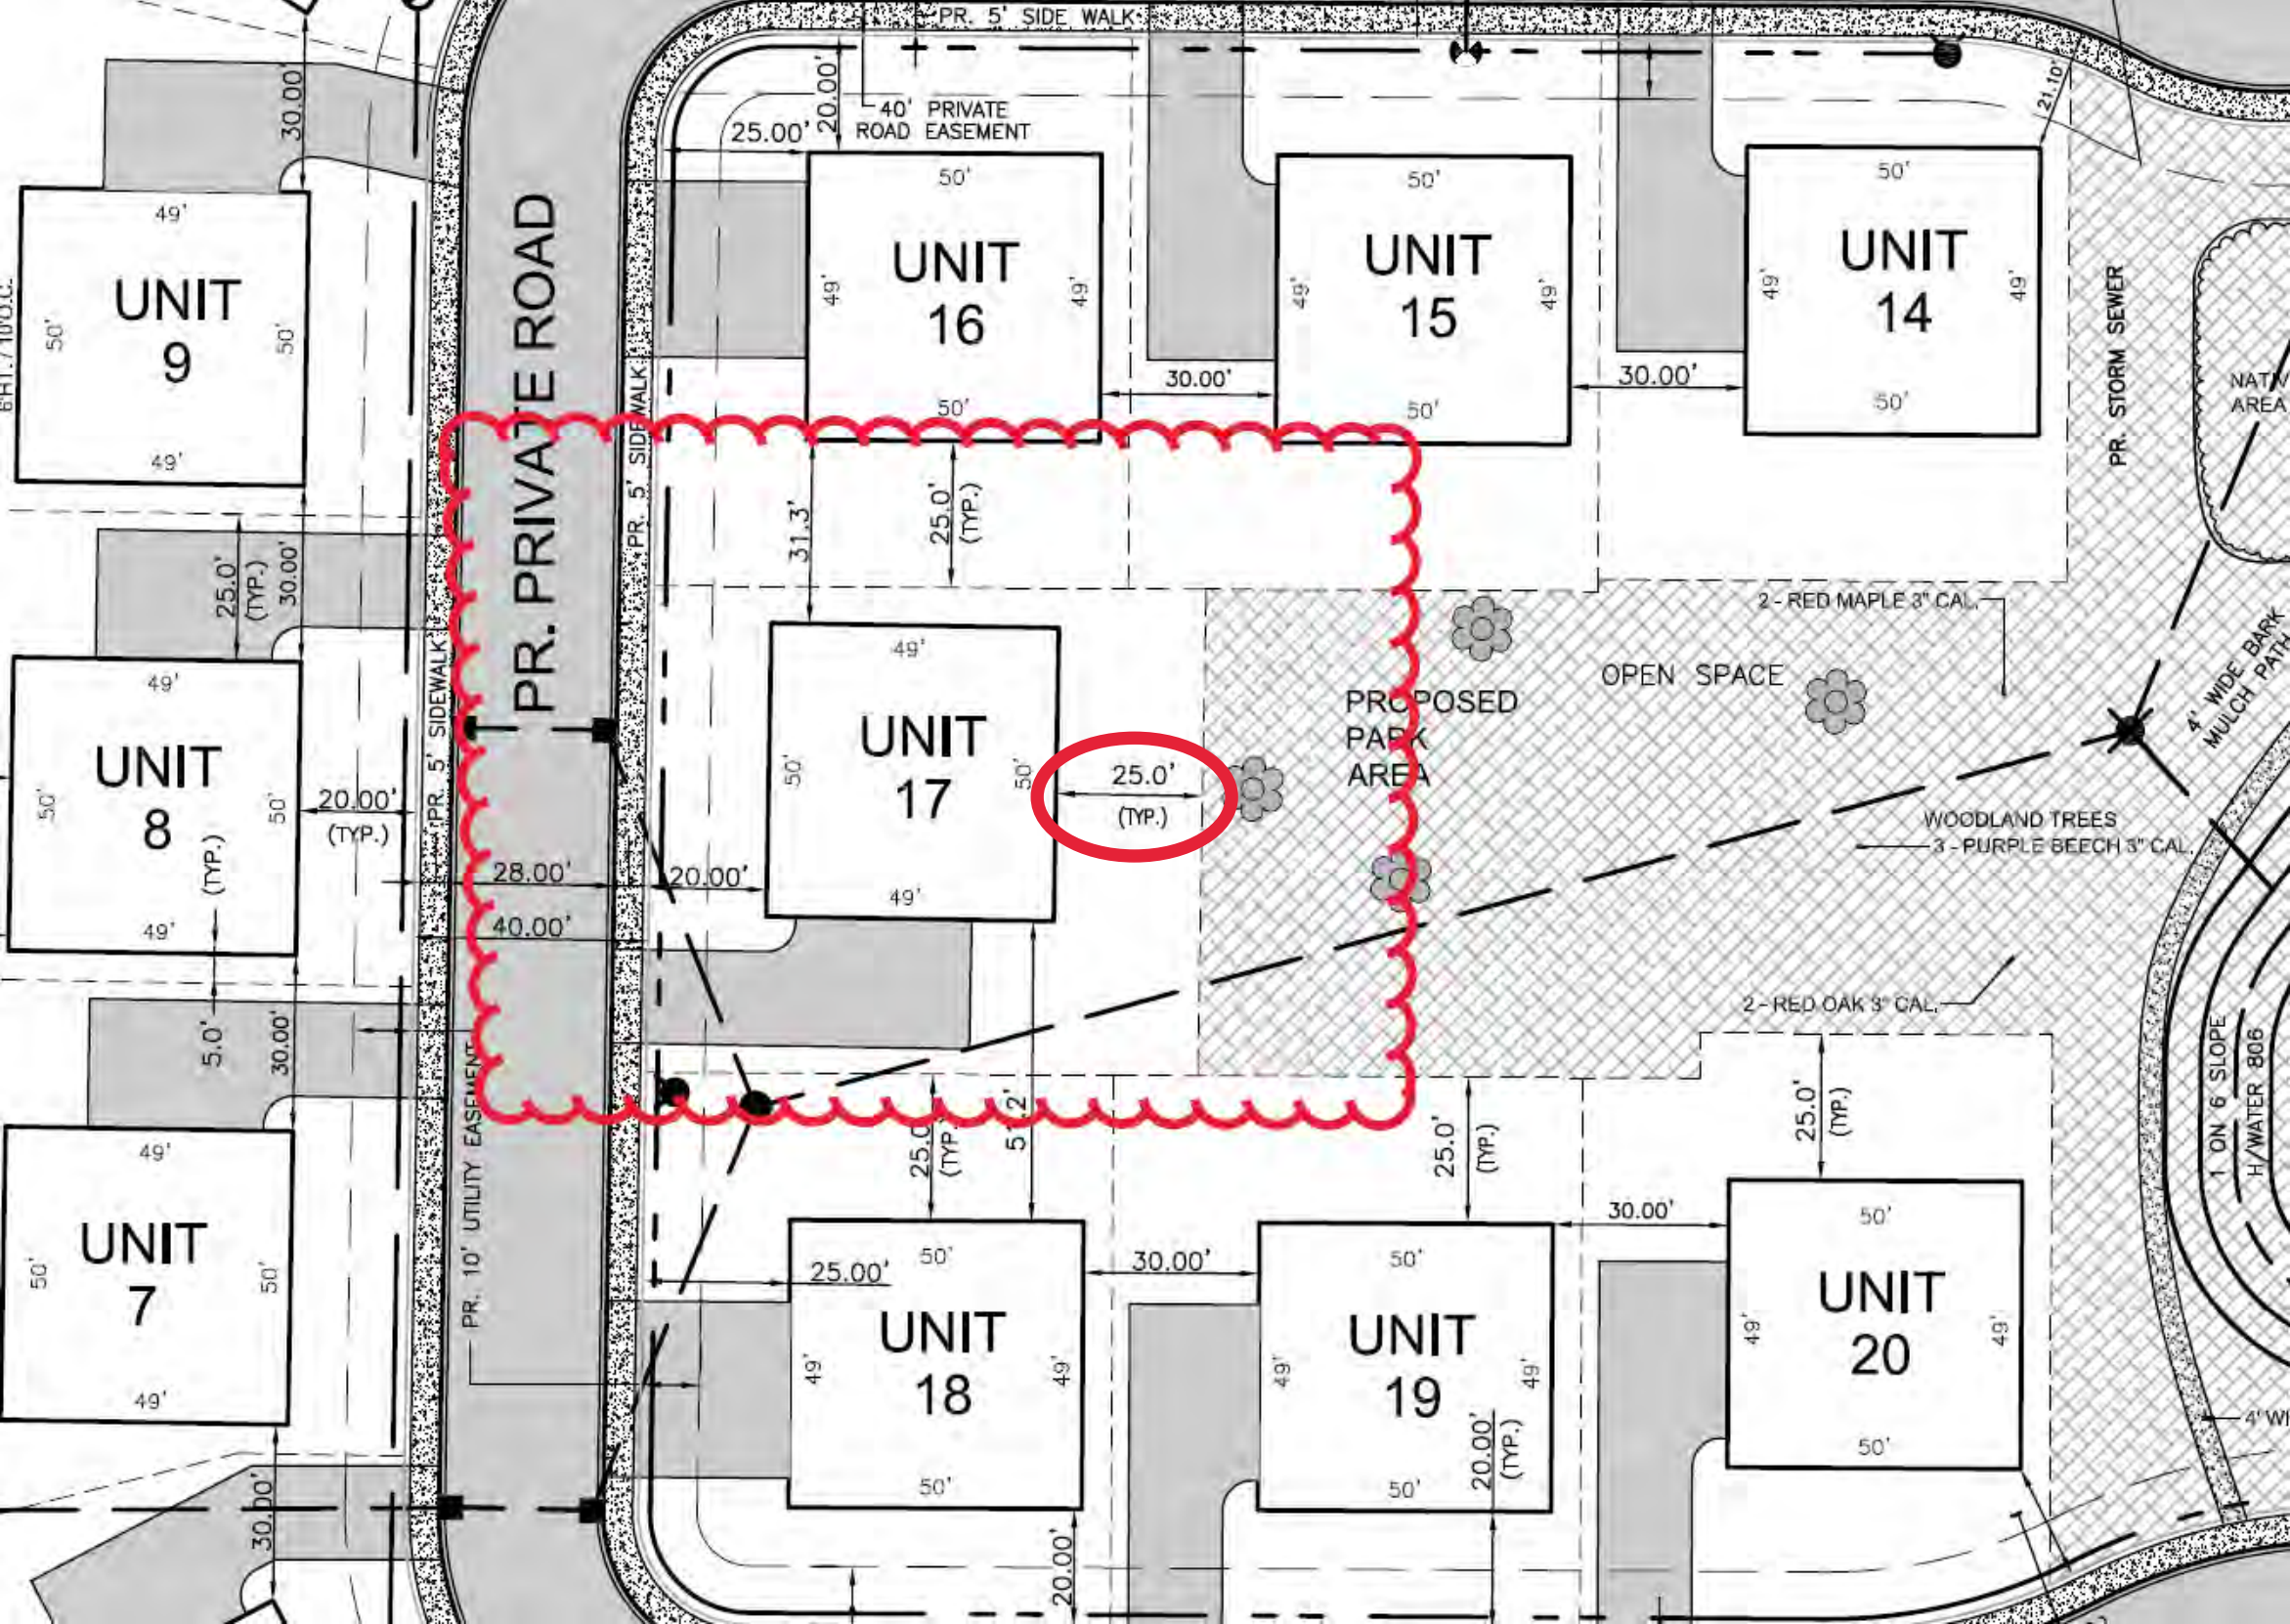 PR. 5' SIDE WALK
30.00'
20.00'
40' PRIVATE
ROAD EASEMENT
25.00'
21.10'
50'
50'
50'
49'
UNIT
9
50'
50'
49'
PR. PRIVATE ROAD
PR. 5' SIDEWALK
UNIT
16
49'
49'
50'
30.00'
UNIT
15
49'
49'
50'
30.00'
UNIT
14
49'
49'
50'
PR. STORM SEWER
AREA
25.0'
(TYP.)
30.00'
31.3'
25.0'
(TYP.)
2 - RED MAPLE 3" CAL.
OPEN SPACE
4' WIDE BARK
MULCH PATH
49'
UNIT
8
50'
50'
49'
(TYP.)
5.0'
20.00'
(TYP.)
PR. 5' SIDEWALK
49'
UNIT
17
50'
50'
49'
25.0'
(TYP.)
PROPOSED
PARK
AREA
WOODLAND TREES
3 - PURPLE BEECH 3" CAL.
28.00'
20.00'
40.00'
2 - RED OAK 3" CAL.
30.00'
PR. 10' UTILITY EASEMENT
(TYP.)
25.0'
(TYP.)
25.0'
(TYP.)
1 ON 6 SLOPE
H/WATER 806
49'
UNIT
7
50'
50'
49'
25.00'
50'
UNIT
18
49'
49'
50'
30.00'
50'
UNIT
19
49'
49'
50'
20.00'
(TYP.)
30.00'
50'
UNIT
20
49'
49'
50'
4' WI
30.00'
20.00'